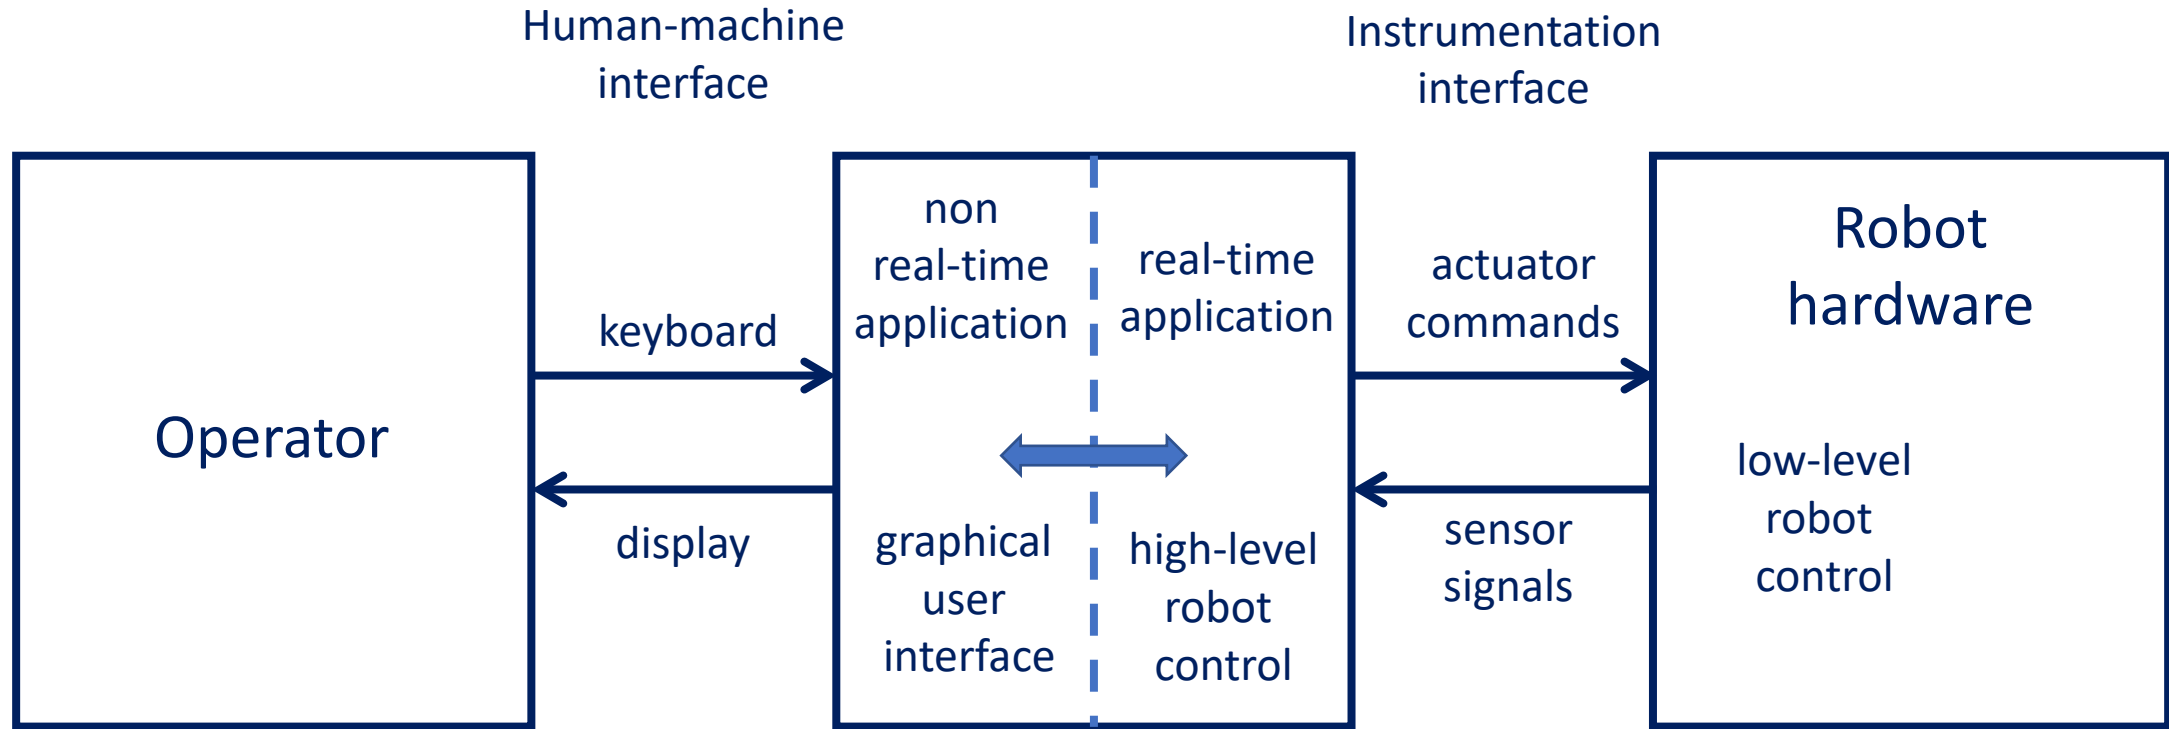 Human-machine
interface
Instrumentation
interface
Operator
keyboard
display
non
real-time
application
graphical
user
interface
real-time
application
high-level
robot
control
actuator
commands
sensor
signals
Robot
hardware
low-level
robot
control